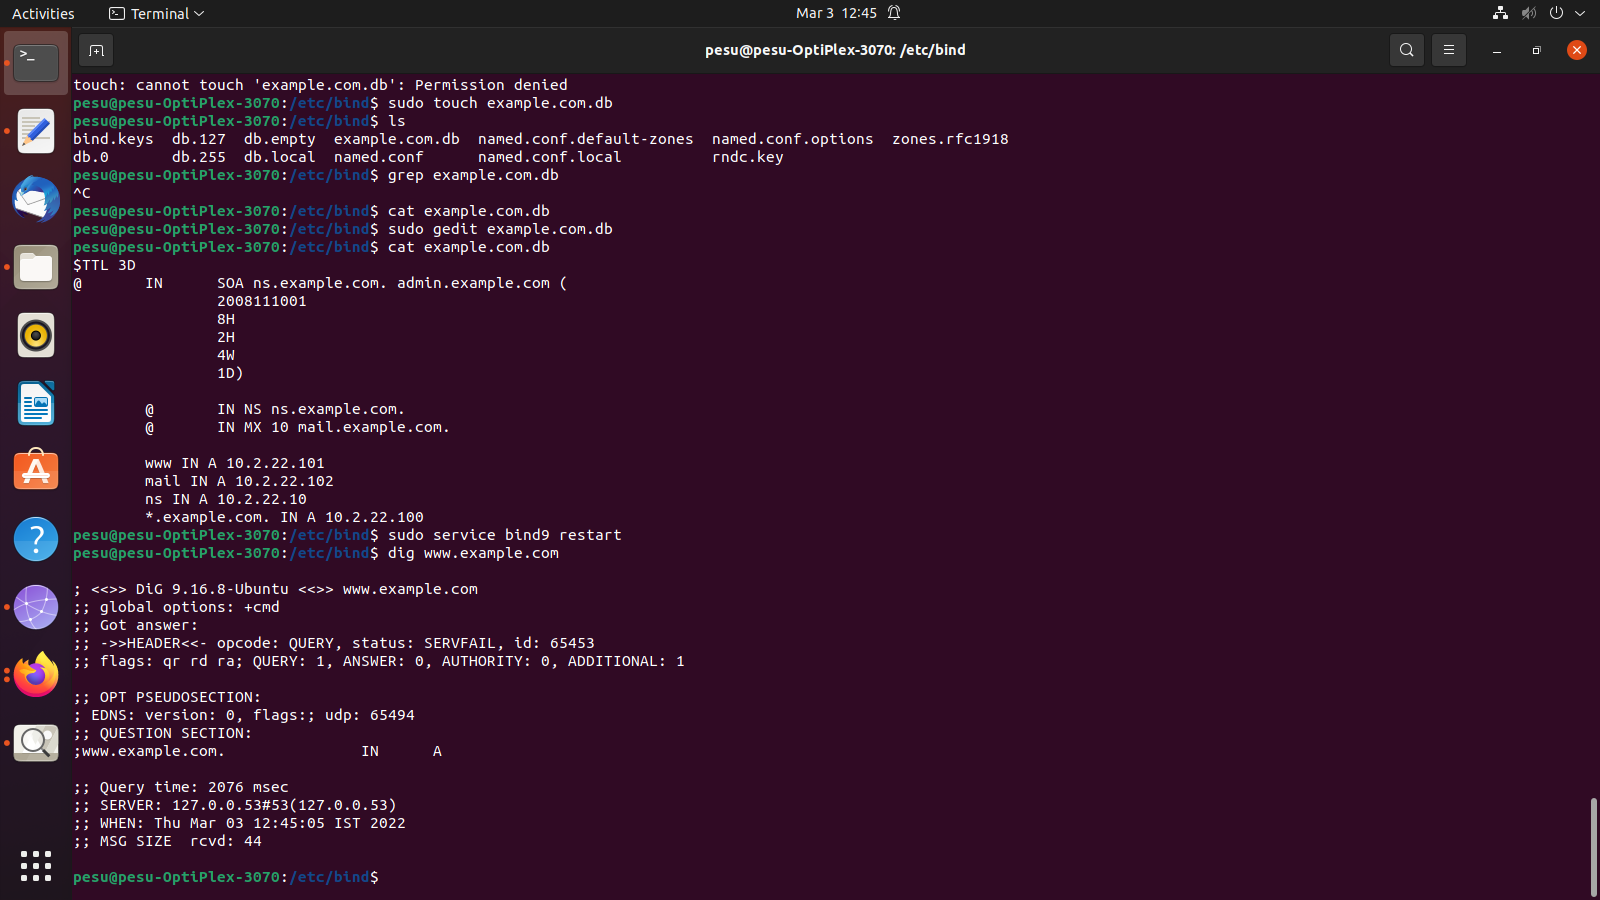 Activities
Terminal
Mar 3 12:45
pesu@pesu-OptiPlex-3070: /etc/bind
touch: cannot touch 'example.com.db': Permission denied
pesu@pesu-OptiPlex-3070:/etc/bind$ sudo touch example.com.db
pesu@pesu-OptiPlex-3070:/etc/bind$ ls
bind.keys  db.127  db.empty  example.com.db  named.conf.default-zones  named.conf.options  zones.rfc1918
db.0       db.255  db.local  named.conf      named.conf.local          rndc.key
pesu@pesu-OptiPlex-3070:/etc/bind$ grep example.com.db
^C
pesu@pesu-OptiPlex-3070:/etc/bind$ cat example.com.db
pesu@pesu-OptiPlex-3070:/etc/bind$ sudo gedit example.com.db
pesu@pesu-OptiPlex-3070:/etc/bind$ cat example.com.db
$TTL 3D
@       IN      SOA ns.example.com. admin.example.com (
                2008111001
                8H
                2H
                4W
                1D)
        @       IN NS ns.example.com.
        @       IN MX 10 mail.example.com.
        www IN A 10.2.22.101
        mail IN A 10.2.22.102
        ns IN A 10.2.22.10
        *.example.com. IN A 10.2.22.100
pesu@pesu-OptiPlex-3070:/etc/bind$ sudo service bind9 restart
pesu@pesu-OptiPlex-3070:/etc/bind$ dig www.example.com
; <<>> DiG 9.16.8-Ubuntu <<>> www.example.com
;; global options: +cmd
;; Got answer:
;; ->>HEADER<<- opcode: QUERY, status: SERVFAIL, id: 65453
;; flags: qr rd ra; QUERY: 1, ANSWER: 0, AUTHORITY: 0, ADDITIONAL: 1
;; OPT PSEUDOSECTION:
; EDNS: version: 0, flags:; udp: 65494
;; QUESTION SECTION:
;www.example.com.               IN      A
;; Query time: 2076 msec
;; SERVER: 127.0.0.53#53(127.0.0.53)
;; WHEN: Thu Mar 03 12:45:05 IST 2022
;; MSG SIZE  rcvd: 44
pesu@pesu-OptiPlex-3070:/etc/bind$